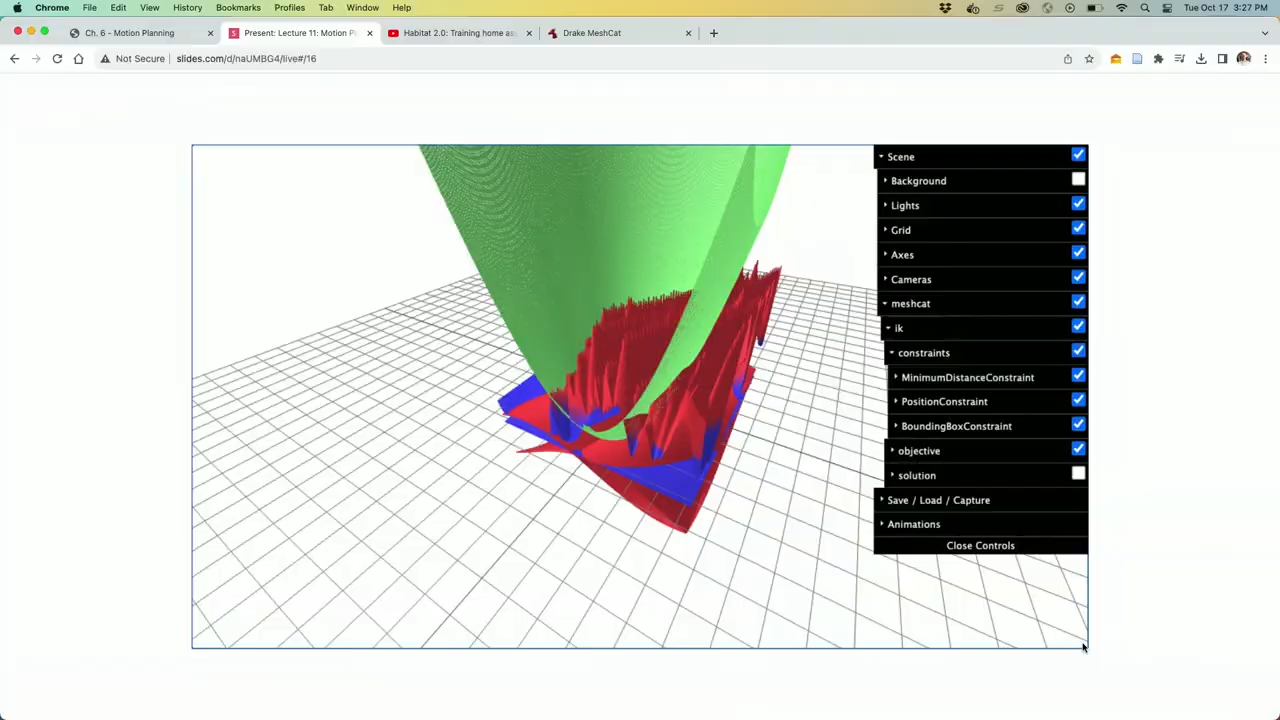 Chrome File Edit View History Bookmarks Profiles Tab Window Help Tue Oct 17 3:27 PM
Ch. 6 - Motion Planning Present: Lecture 11: Motion P Habitat 2.0: Training home as Drake MeshCat
Not Secure slides.com/d/naUMBG4/live#/16
Scene
Background
Lights
Grid
Axes
Cameras
meshcat
ik
constraints
MinimumDistanceConstraint
PositionConstraint
BoundingBoxConstraint
objective
solution
Save / Load / Capture
Animations
Close Controls